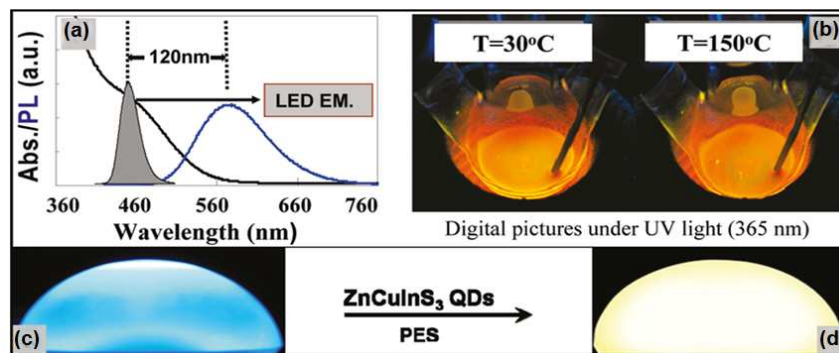 (a)
120nm
LED EM.
Abs./PL (a.u.)
360 460 560 660 760
Wavelength (nm)
(b)
T=30°C
T=150°C
Digital pictures under UV light (365 nm)
(c)
ZnCuInS₃ QDs
PES
(d)